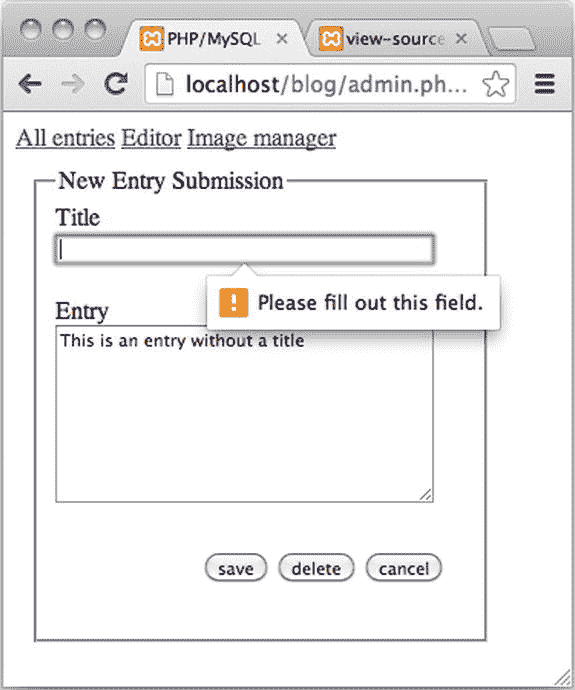 PHP/MySQL view-source
localhost/blog/admin.ph...
All entries Editor Image manager
New Entry Submission
Title
Please fill out this field.
Entry
This is an entry without a title
save delete cancel